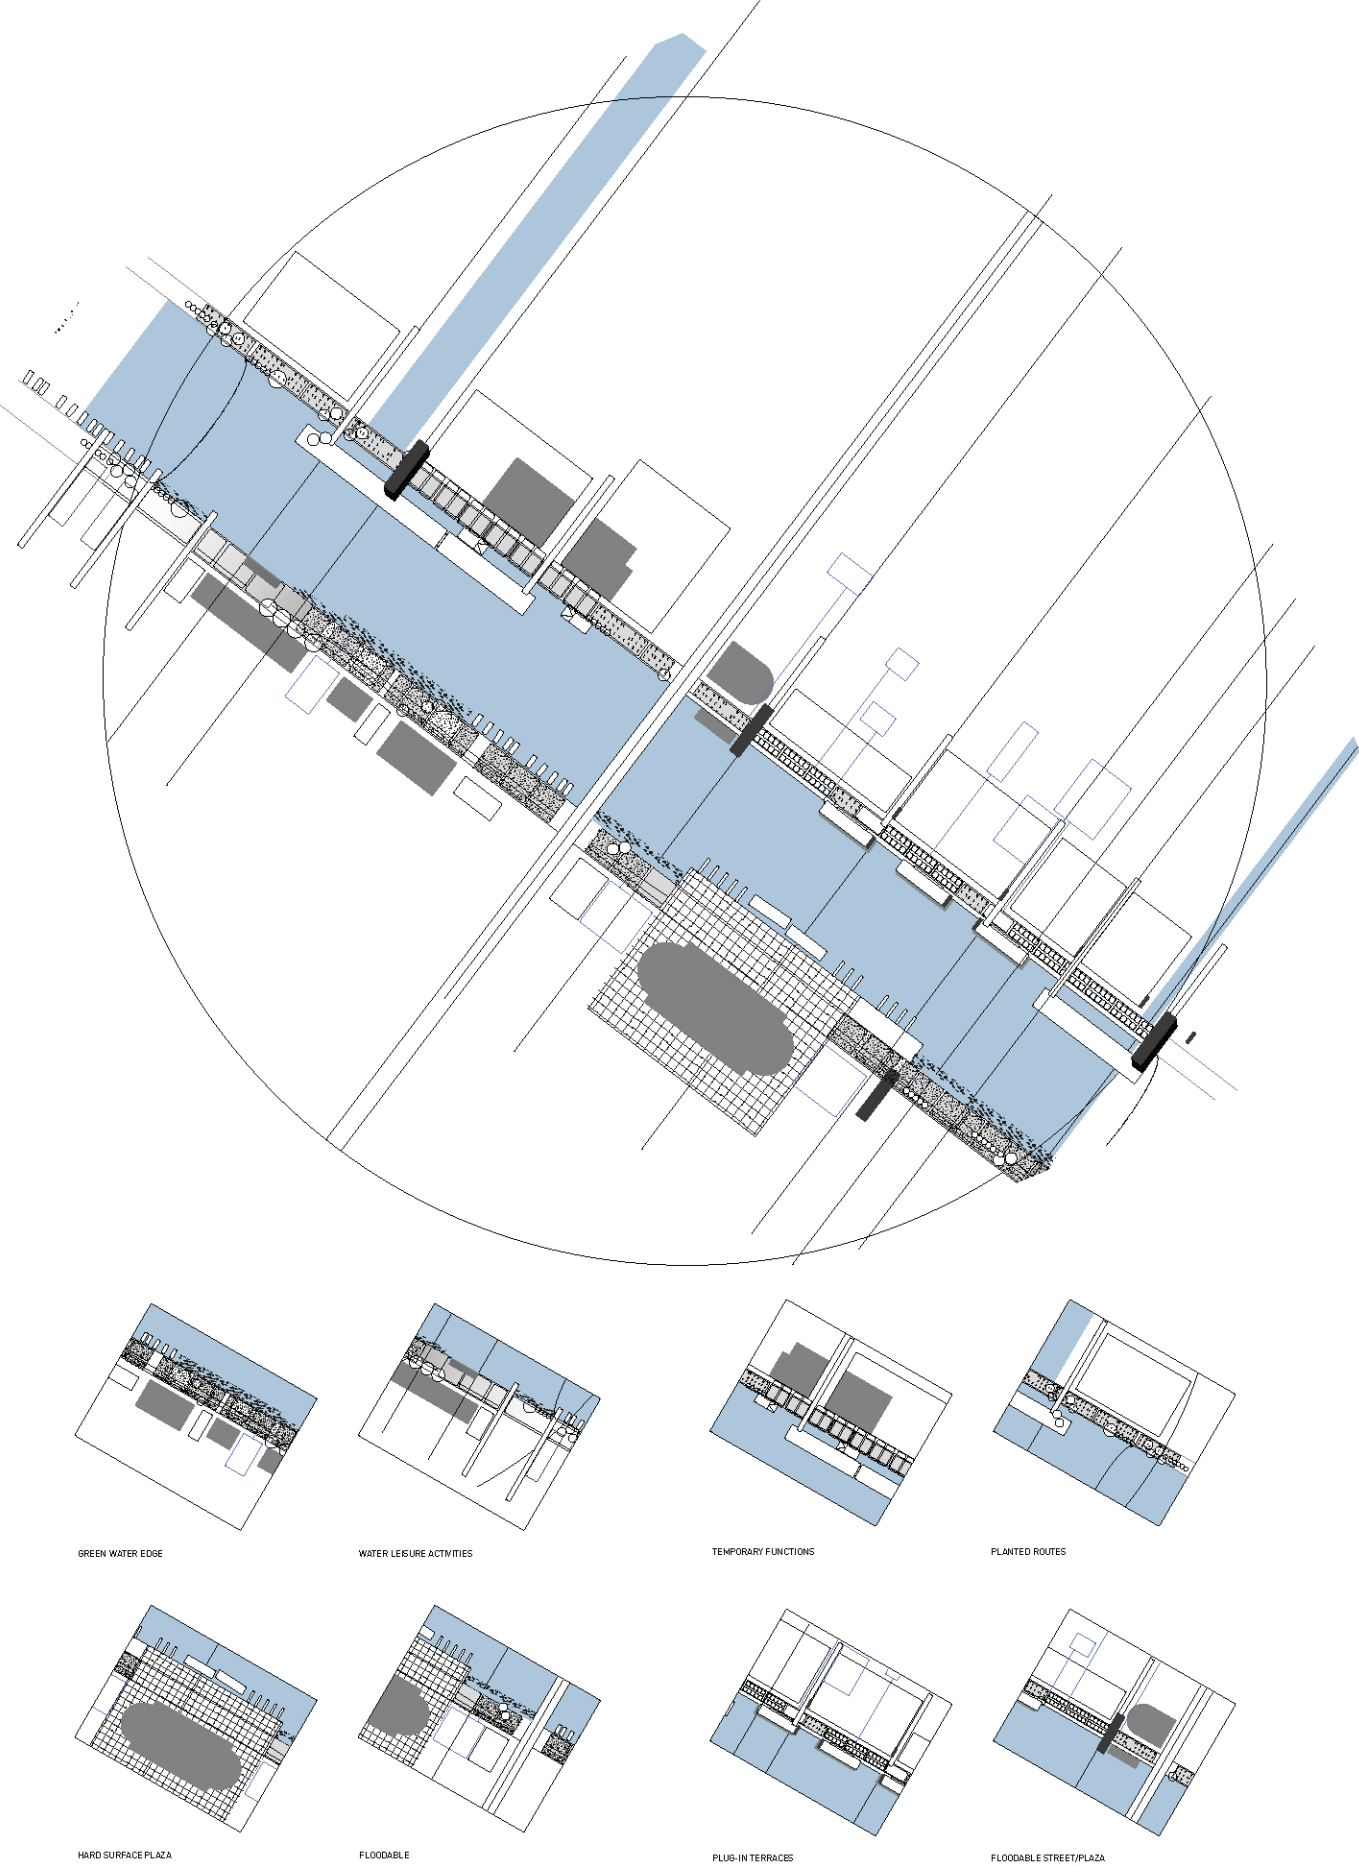 GREEN WATER EDGE
WATER LEISURE ACTIVITIES
TEMPORARY FUNCTIONS
PLANTED ROUTES
HARD SURFACE PLAZA
FLOODABLE
PLUG-IN TERRACES
FLOODABLE STREET/PLAZA